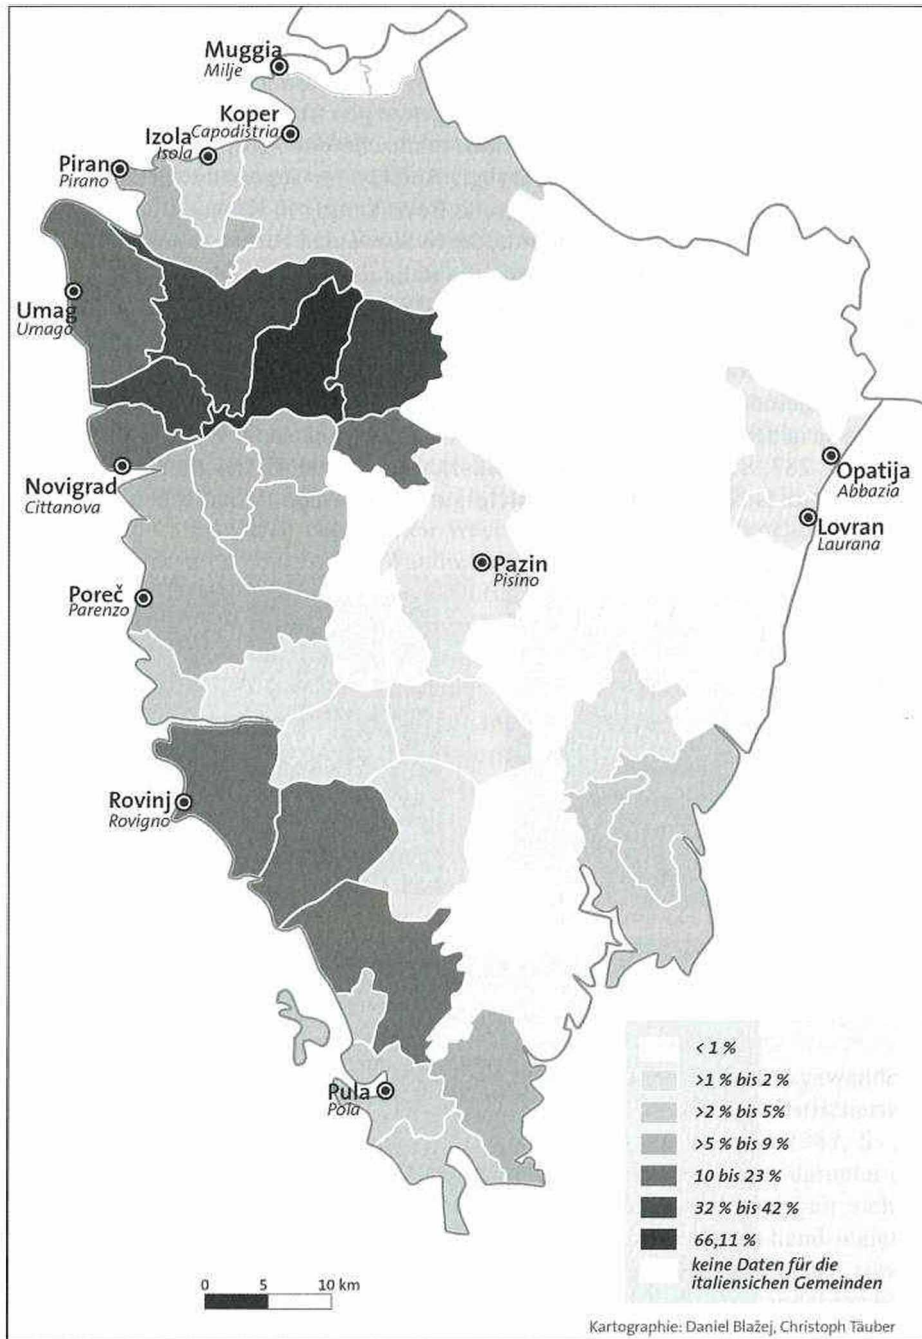 Muggia
Milje
Koper
Capodistria
Izola
Isola
Piran
Pirano
Umag
Umago
Novigrad
Cittanova
Opatija
Abbazia
Lovran
Laurana
Pazin
Pisino
Poreč
Parenzo
Rovinj
Rovigno
Pula
Pola
< 1 %
>1 % bis 2 %
>2 % bis 5%
>5 % bis 9 %
10 bis 23 %
32 % bis 42 %
66,11 %
keine Daten für die
italiensichen Gemeinden
0 5 10 km
Kartographie: Daniel Blažej, Christoph Täuber